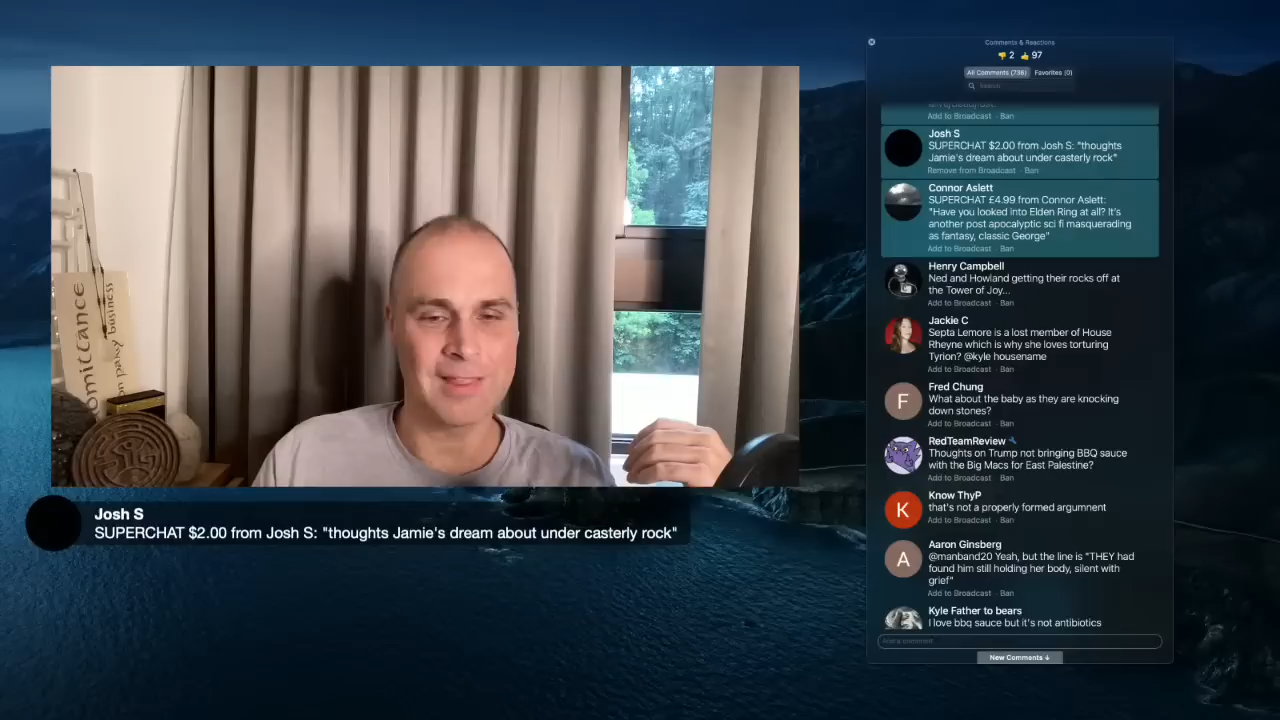 omittance
on party business
Josh S
SUPERCHAT $2.00 from Josh S: "thoughts Jamie's dream about under casterly rock"
Comments & Reactions
👎 2 👍 97
All Comments (738) Favorites (0)
Search
Add to Broadcast · Ban
Josh S
SUPERCHAT $2.00 from Josh S: "thoughts
Jamie's dream about under casterly rock"
Remove from Broadcast · Ban
Connor Aslett
SUPERCHAT £4.99 from Connor Aslett:
"Have you looked into Elden Ring at all? It's
another post apocalyptic sci fi masquerading
as fantasy, classic George"
Add to Broadcast · Ban
Henry Campbell
Ned and Howland getting their rocks off at
the Tower of Joy...
Add to Broadcast · Ban
Jackie C
Septa Lemore is a lost member of House
Rheyne which is why she loves torturing
Tyrion? @kyle housename
Add to Broadcast · Ban
F
Fred Chung
What about the baby as they are knocking
down stones?
Add to Broadcast · Ban
RedTeamReview
Thoughts on Trump not bringing BBQ sauce
with the Big Macs for East Palestine?
Add to Broadcast · Ban
K
Know ThyP
that's not a properly formed argumnent
Add to Broadcast · Ban
A
Aaron Ginsberg
@manband20 Yeah, but the line is "THEY had
found him still holding her body, silent with
grief"
Add to Broadcast · Ban
Kyle Father to bears
I love bbq sauce but it's not antibiotics
Add a comment
New Comments ↓